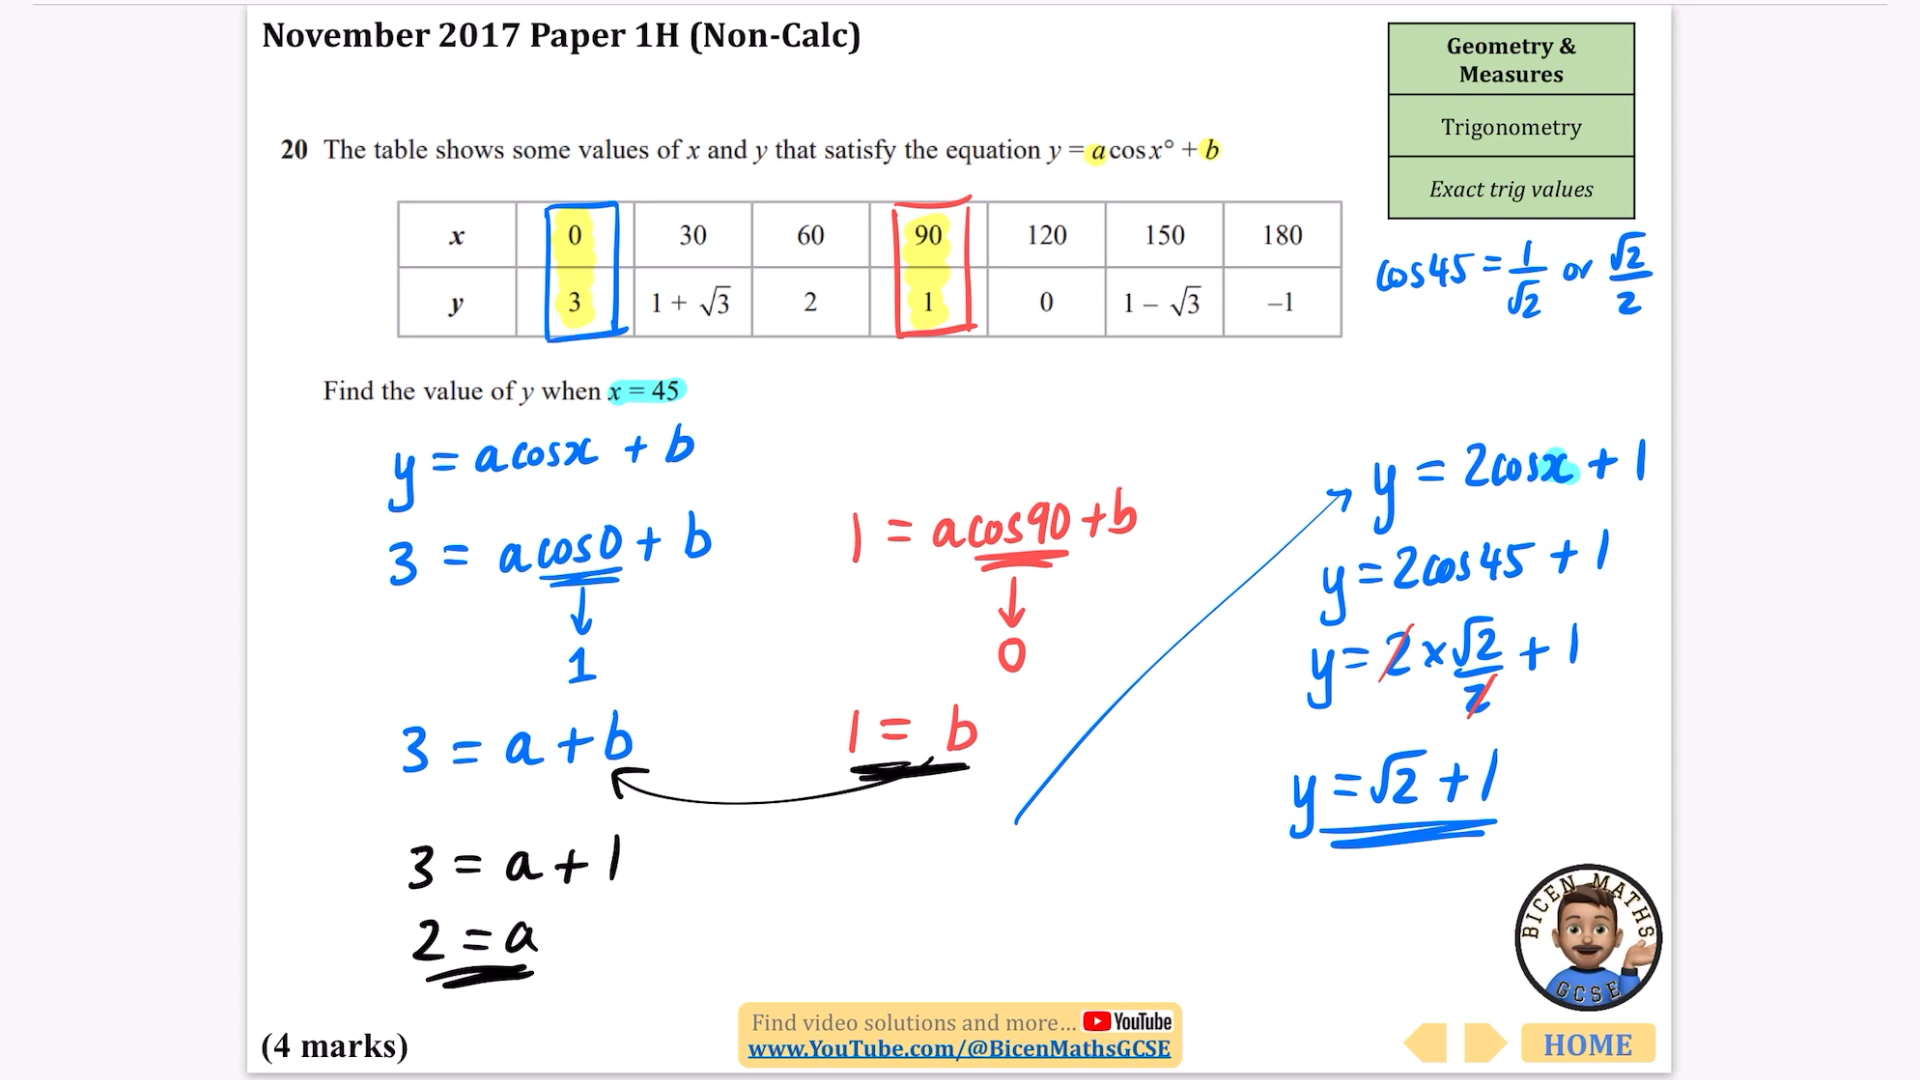 November 2017 Paper 1H (Non-Calc)
Geometry &
Measures
Trigonometry
Exact trig values
20 The table shows some values of x and y that satisfy the equation y = a cos x° + b
x 0 30 60 90 120 150 180
y 3 1 + √3 2 1 0 1 – √3 –1
cos45 = 1/√2 or √2/2
Find the value of y when x = 45
y = acosx + b
3 = acos0 + b
1
3 = a + b
3 = a + 1
2 = a
1 = acos90 + b
0
1 = b
y = 2cosx + 1
y = 2cos45 + 1
y = 2 × √2/2 + 1
y = √2 + 1
BICEN MATHS
GCSE
(4 marks)
Find video solutions and more... YouTube
www.YouTube.com/@BicenMathsGCSE
HOME